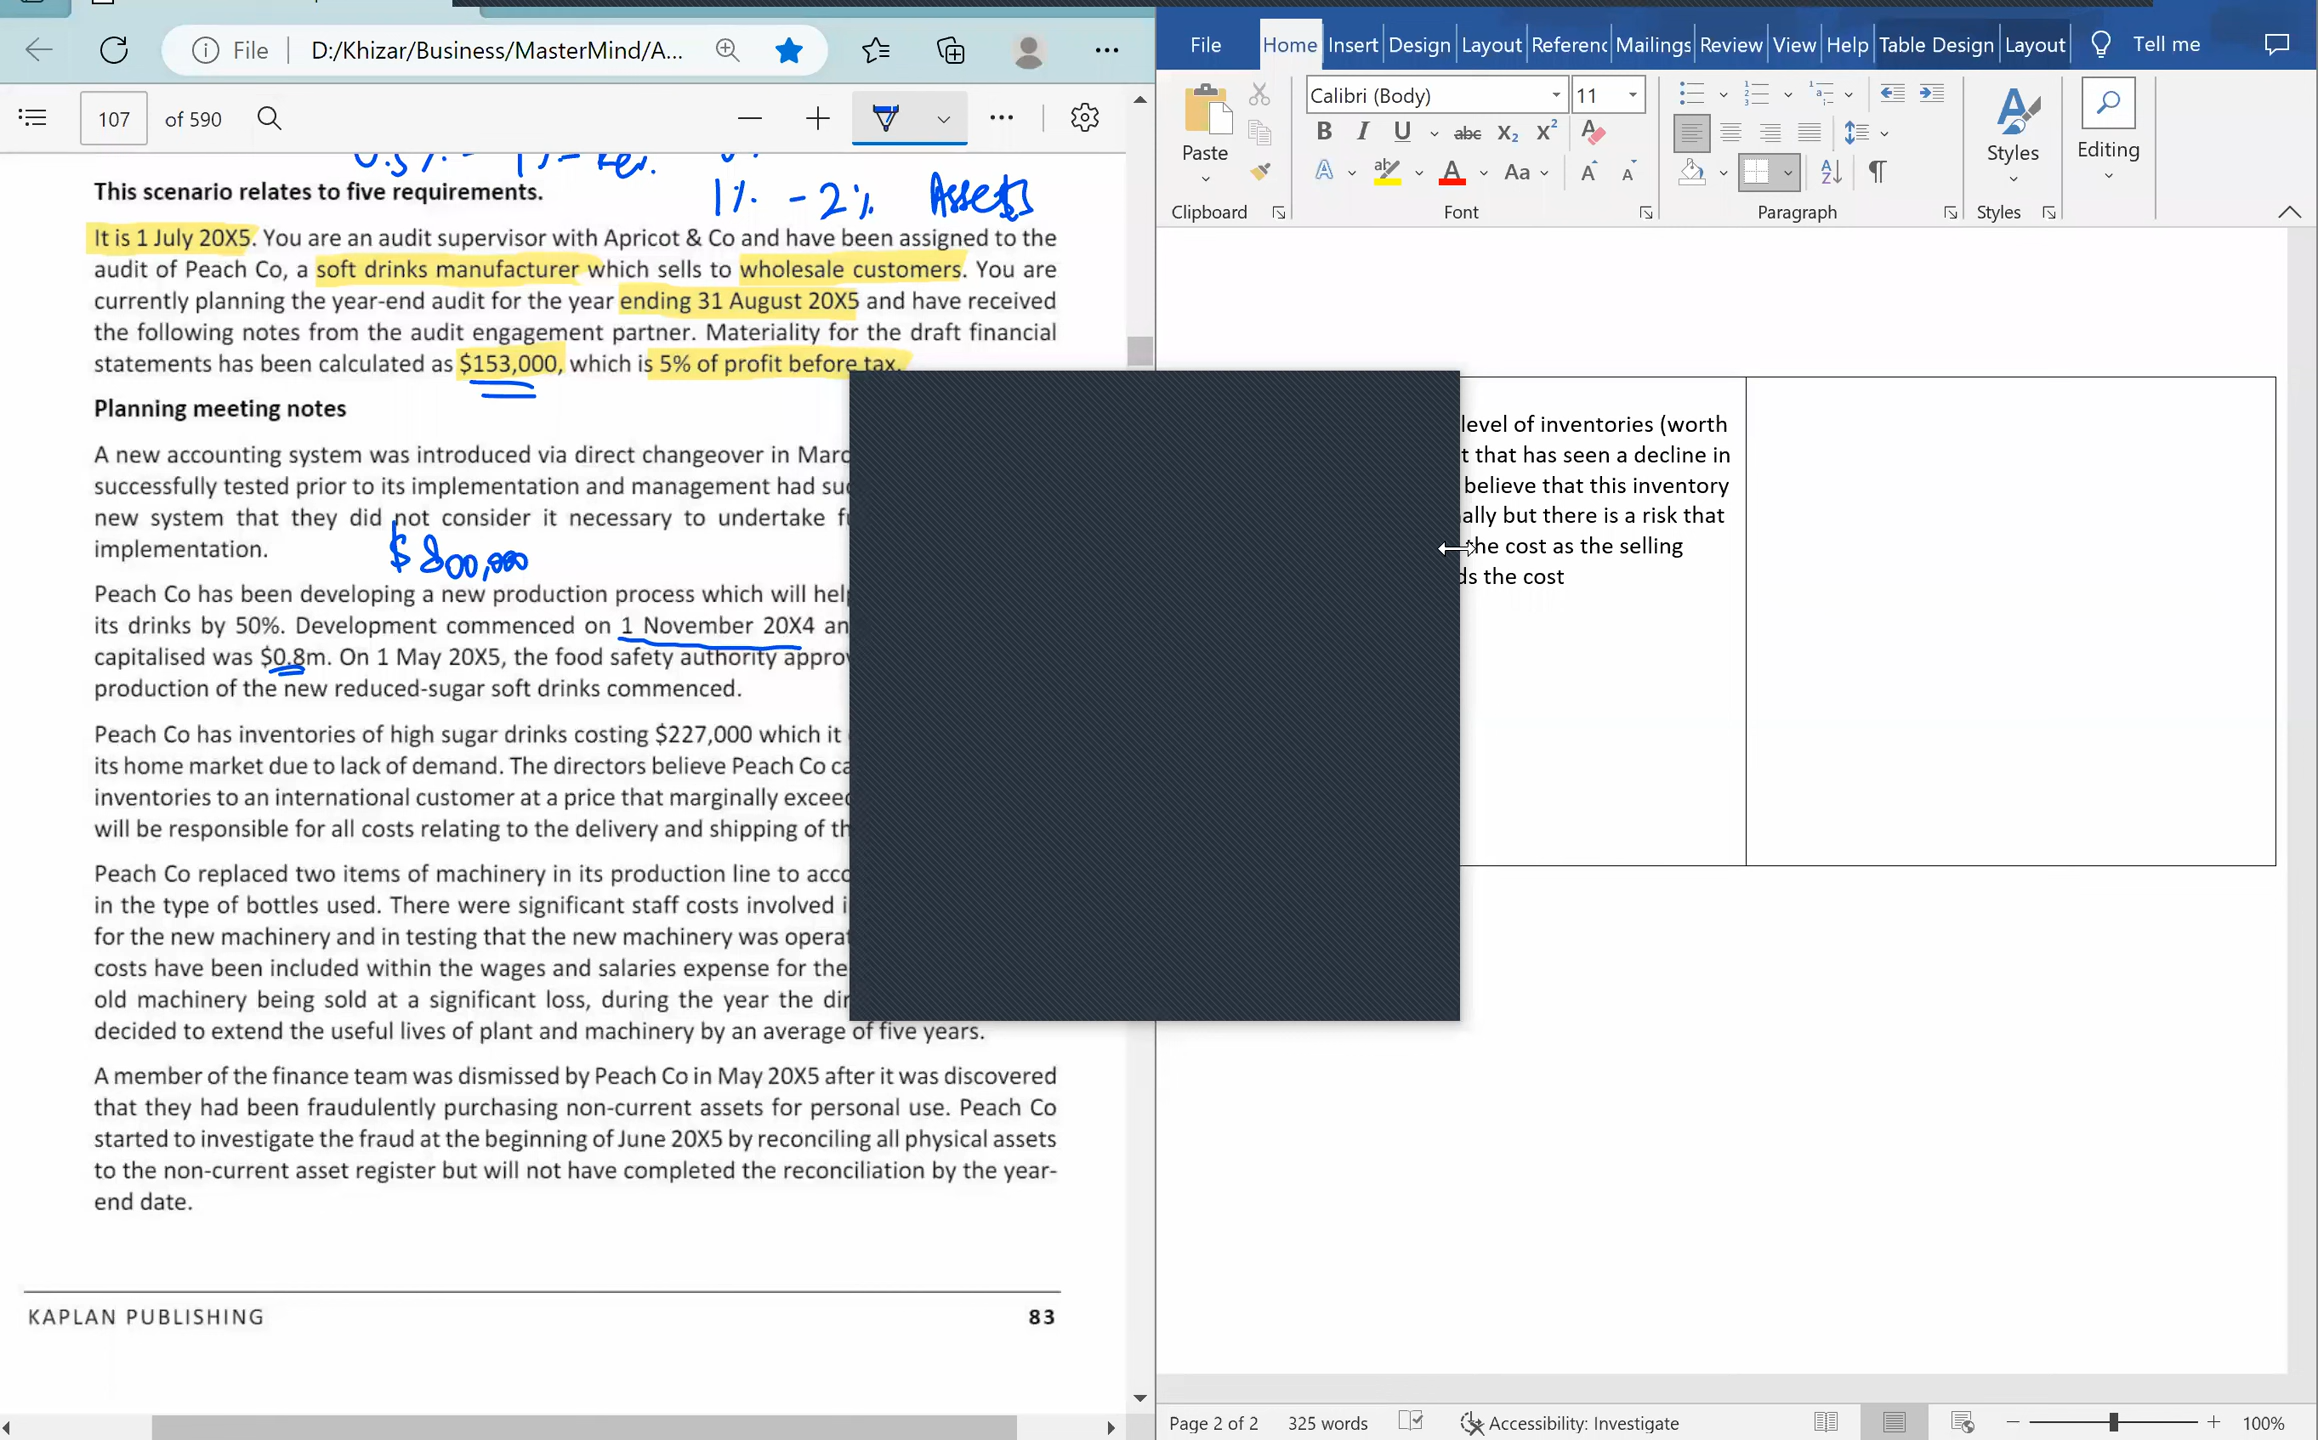 File
D:/Khizar/Business/MasterMind/A...
107 of 590
1% - 2% Assets
This scenario relates to five requirements.
It is 1 July 20X5. You are an audit supervisor with Apricot & Co and have been assigned to the
audit of Peach Co, a soft drinks manufacturer which sells to wholesale customers. You are
currently planning the year-end audit for the year ending 31 August 20X5 and have received
the following notes from the audit engagement partner. Materiality for the draft financial
statements has been calculated as $153,000, which is 5% of profit before tax.
Planning meeting notes
A new accounting system was introduced via direct changeover in
successfully tested prior to its implementation and management had
new system that they did not consider it necessary to undertake
implementation.
$800,000
Peach Co has been developing a new production process which will
its drinks by 50%. Development commenced on 1 November 20X4
capitalised was $0.8m. On 1 May 20X5, the food safety authority
production of the new reduced-sugar soft drinks commenced.
Peach Co has inventories of high sugar drinks costing $227,000 which it
its home market due to lack of demand. The directors believe Peach Co
inventories to an international customer at a price that marginally
will be responsible for all costs relating to the delivery and shipping of
Peach Co replaced two items of machinery in its production line to
in the type of bottles used. There were significant staff costs involved
for the new machinery and in testing that the new machinery was
costs have been included within the wages and salaries expense for the
old machinery being sold at a significant loss, during the year the
decided to extend the useful lives of plant and machinery by an average of five years.
A member of the finance team was dismissed by Peach Co in May 20X5 after it was discovered
that they had been fraudulently purchasing non-current assets for personal use. Peach Co
started to investigate the fraud at the beginning of June 20X5 by reconciling all physical assets
to the non-current asset register but will not have completed the reconciliation by the year-
end date.
KAPLAN PUBLISHING 83
File Home Insert Design Layout Referenc Mailings Review View Help Table Design Layout Tell me
Calibri (Body) 11
Paste
Styles
Editing
Clipboard Font Paragraph Styles
level of inventories (worth
that has seen a decline in
believe that this inventory
but there is a risk that
the cost as the selling
the cost
Page 2 of 2 325 words Accessibility: Investigate 100%